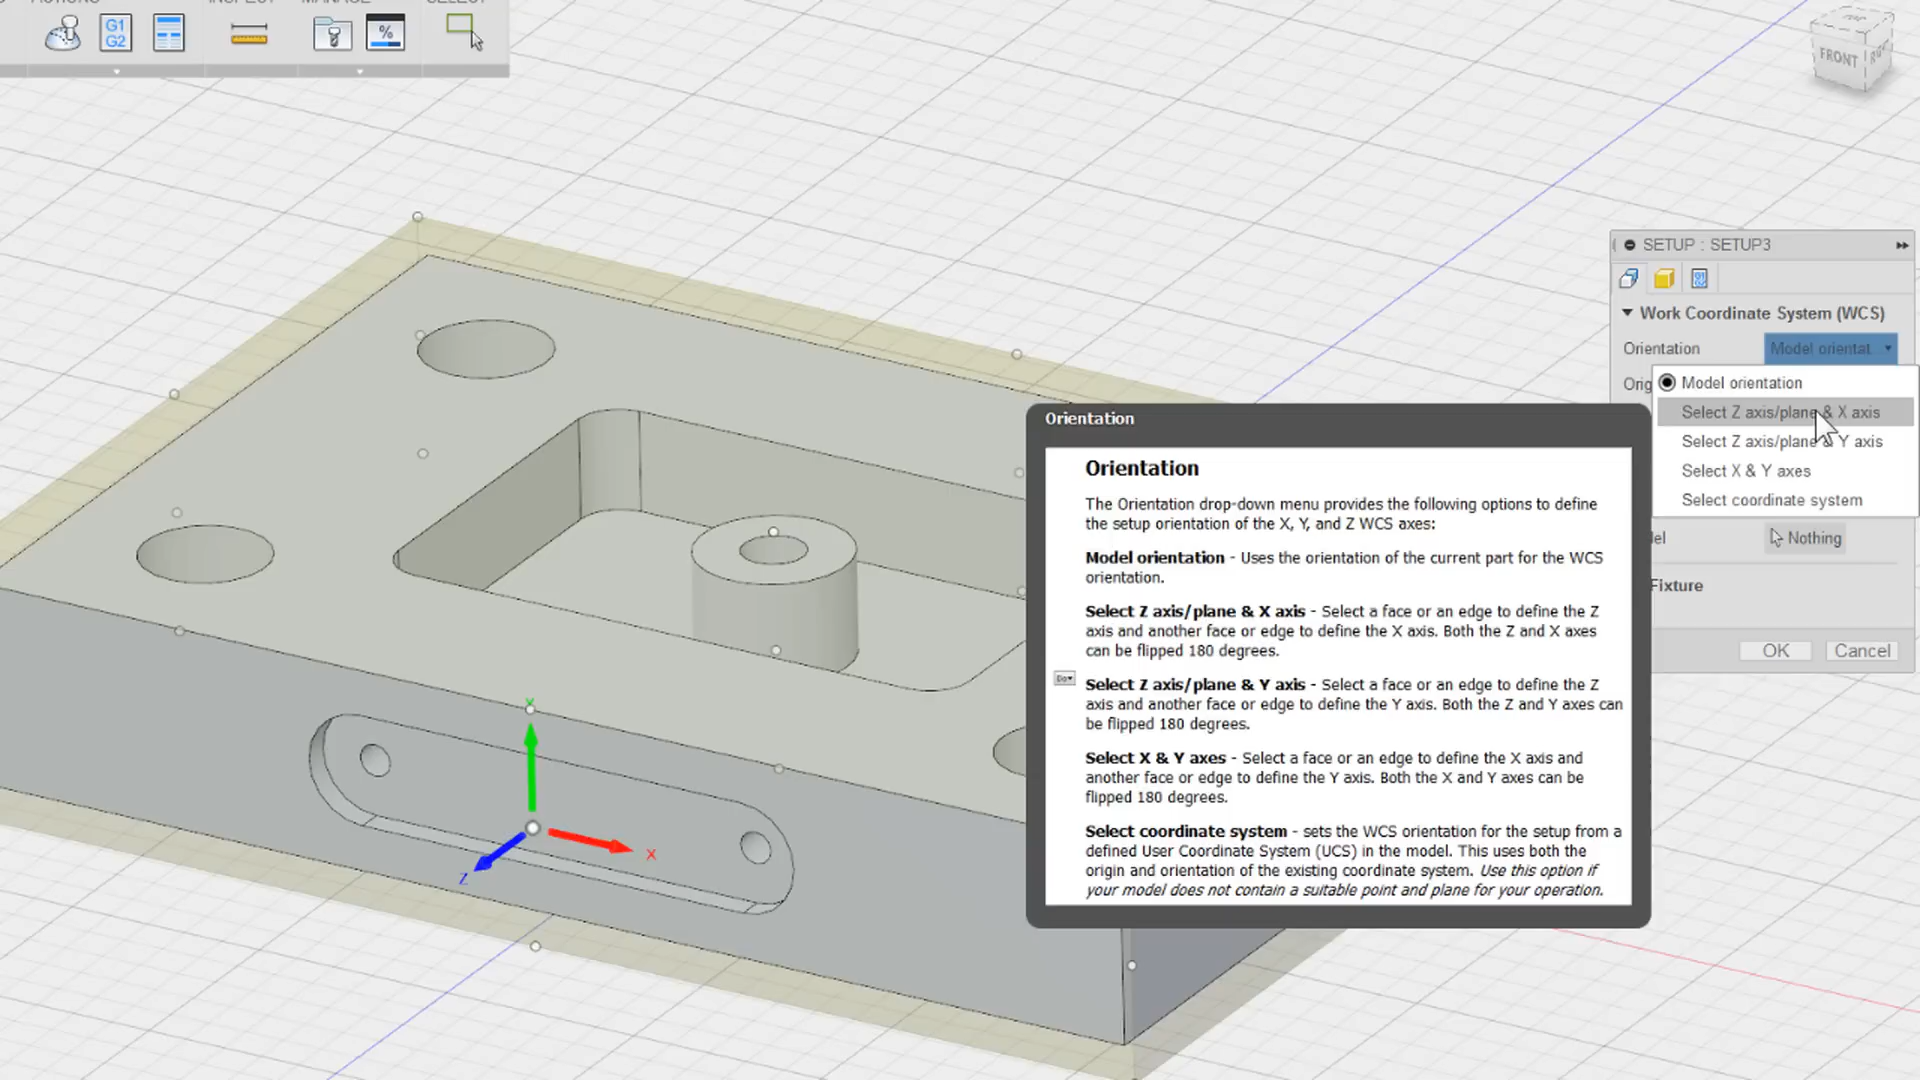 INSPECT
MANAGE
SELECT
G1
G2
%
FRONT
SETUP : SETUP3
Work Coordinate System (WCS)
Orientation
Model orientat
Orig
Model orientation
Select Z axis/plane & X axis
Select Z axis/plane & Y axis
Select X & Y axes
Select coordinate system
Nothing
Fixture
OK
Cancel
Orientation
Orientation
The Orientation drop-down menu provides the following options to define
the setup orientation of the X, Y, and Z WCS axes:
Model orientation - Uses the orientation of the current part for the WCS
orientation.
Select Z axis/plane & X axis - Select a face or an edge to define the Z
axis and another face or edge to define the X axis. Both the Z and X axes
can be flipped 180 degrees.
Select Z axis/plane & Y axis - Select a face or an edge to define the Z
axis and another face or edge to define the Y axis. Both the Z and Y axes can
be flipped 180 degrees.
Select X & Y axes - Select a face or an edge to define the X axis and
another face or edge to define the Y axis. Both the X and Y axes can be
flipped 180 degrees.
Select coordinate system - sets the WCS orientation for the setup from a
defined User Coordinate System (UCS) in the model. This uses both the
origin and orientation of the existing coordinate system. Use this option if
your model does not contain a suitable point and plane for your operation.
X
Z